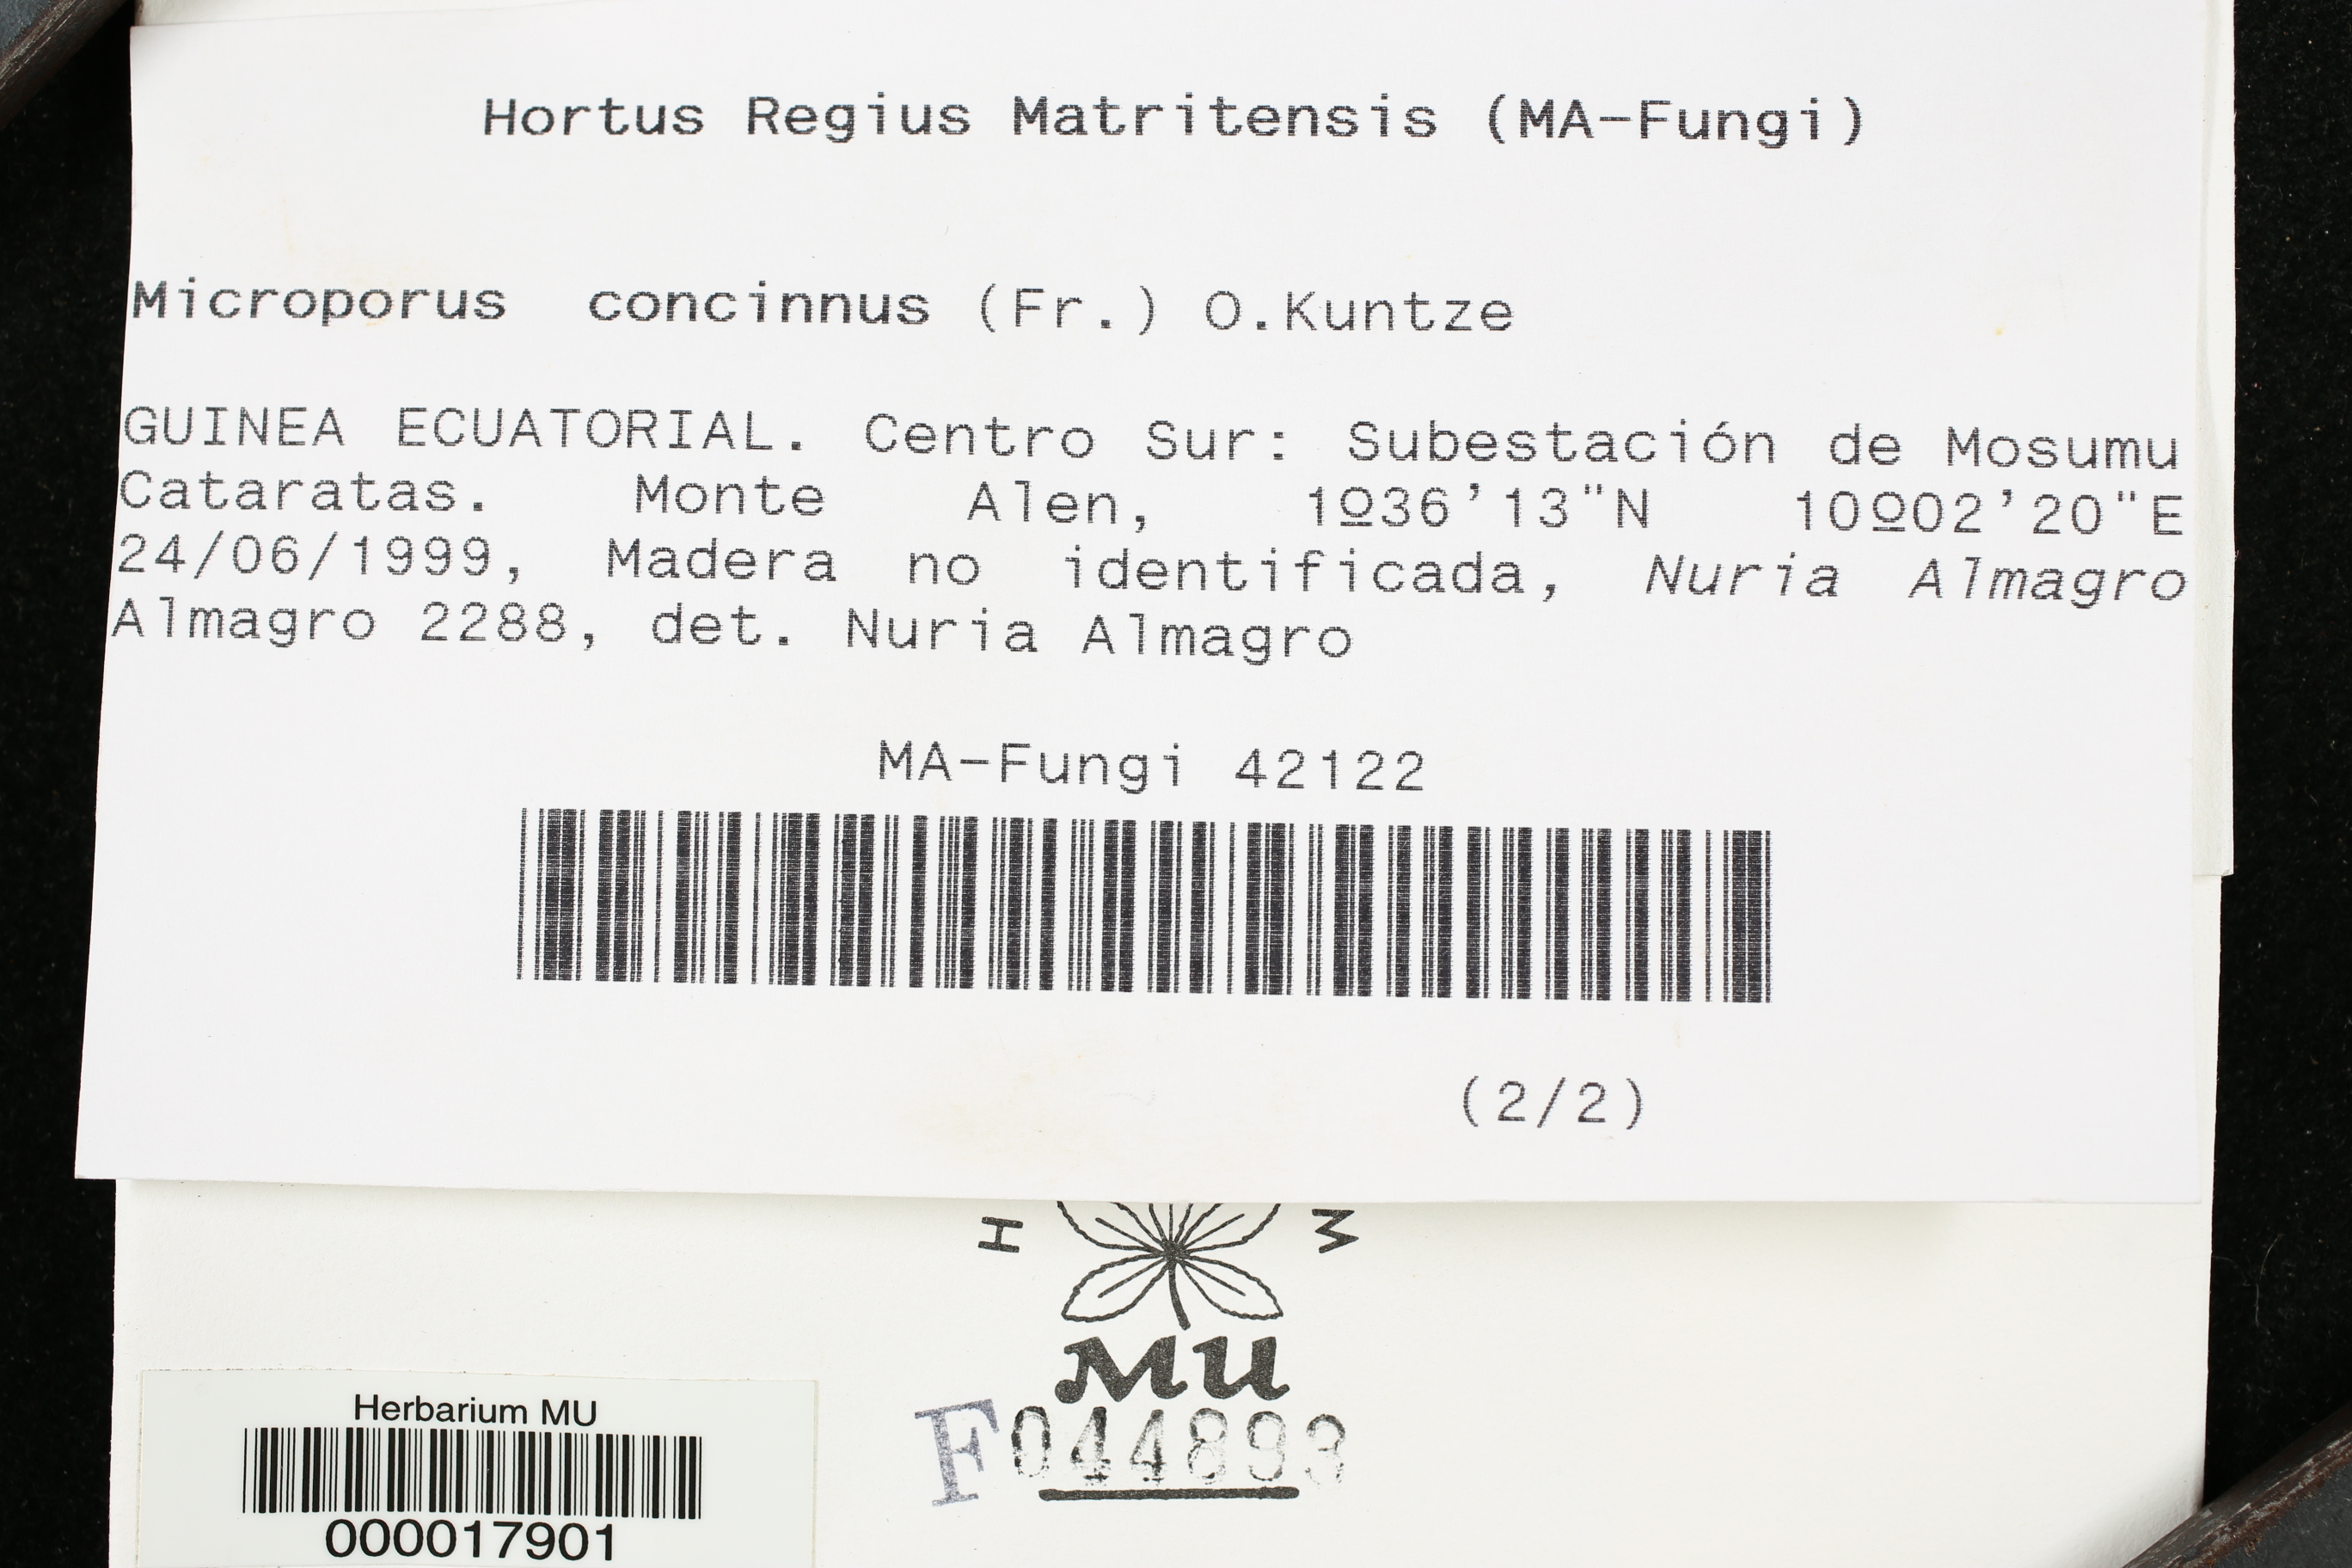 Hortus Regius Matritensis (MA-Fungi)
Microporus concinnus (Fr.) O.Kuntze
GUINEA ECUATORIAL. Centro Sur: Subestación de Mosumu
Cataratas. Monte Alen, 1º36'13"N 10º02'20"E
24/06/1999, Madera no identificada, Nuria Almagro
Almagro 2288, det. Nuria Almagro
MA-Fungi 42122
(2/2)
H M
MU
F044893
Herbarium MU
000017901